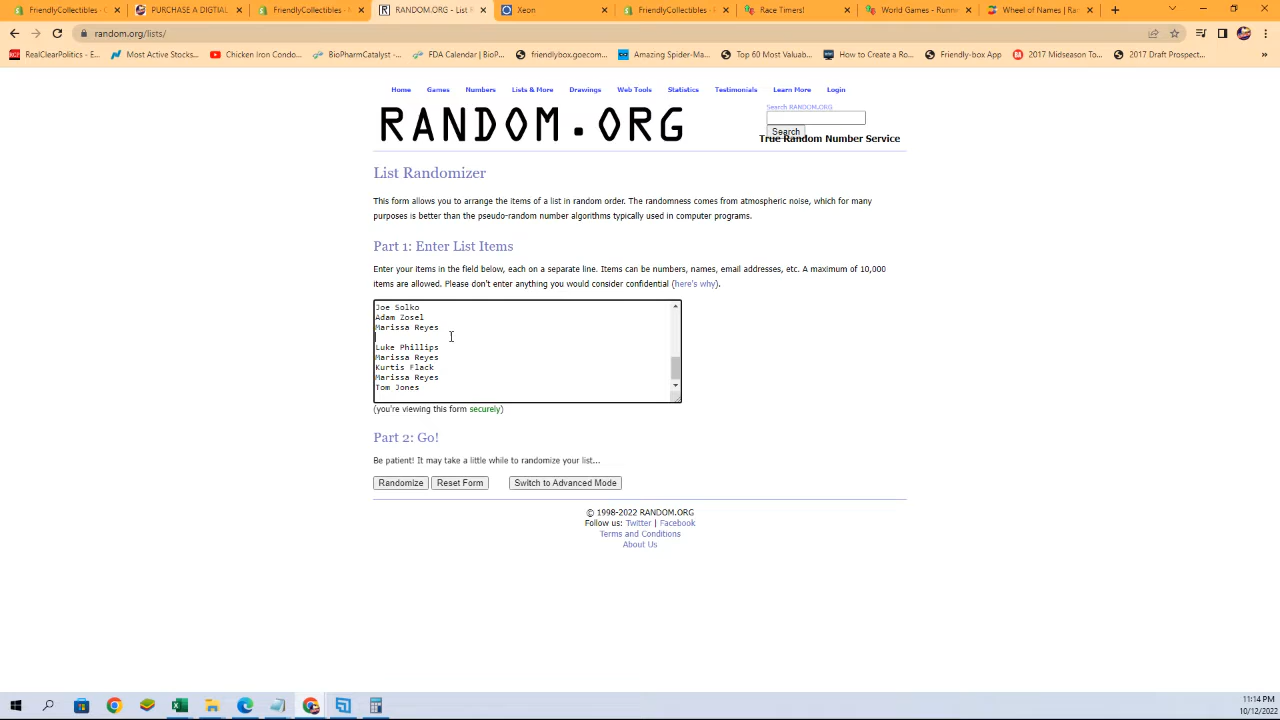 FriendlyCollectibles - C
PURCHASE A DIGTIAL
FriendlyCollectibles - M
RANDOM.ORG - List R
Xeon
FriendlyCollectibles - F
Race Timers!
World Games - Runne
Wheel of Names | Ran
random.org/lists/
RealClearPolitics - E...
Most Active Stocks...
Chicken Iron Condo...
BioPharmCatalyst -...
FDA Calendar | BioP...
friendlybox.goecom...
Amazing Spider-Ma...
Top 60 Most Valuab...
How to Create a Ro...
Friendly-box App
2017 Midseason To...
2017 Draft Prospect...
Home Games Numbers Lists & More Drawings Web Tools Statistics Testimonials Learn More Login
RANDOM.ORG
Search RANDOM.ORG
Search
True Random Number Service
List Randomizer
This form allows you to arrange the items of a list in random order. The randomness comes from atmospheric noise, which for many
purposes is better than the pseudo-random number algorithms typically used in computer programs.
Part 1: Enter List Items
Enter your items in the field below, each on a separate line. Items can be numbers, names, email addresses, etc. A maximum of 10,000
items are allowed. Please don't enter anything you would consider confidential (here's why).
Joe Solko
Adam Zosel
Marissa Reyes
Luke Phillips
Marissa Reyes
Kurtis Flack
Marissa Reyes
Tom Jones
(you're viewing this form securely)
Part 2: Go!
Be patient! It may take a little while to randomize your list...
Randomize Reset Form Switch to Advanced Mode
© 1998-2022 RANDOM.ORG
Follow us: Twitter | Facebook
Terms and Conditions
About Us
11:14 PM
10/12/2022